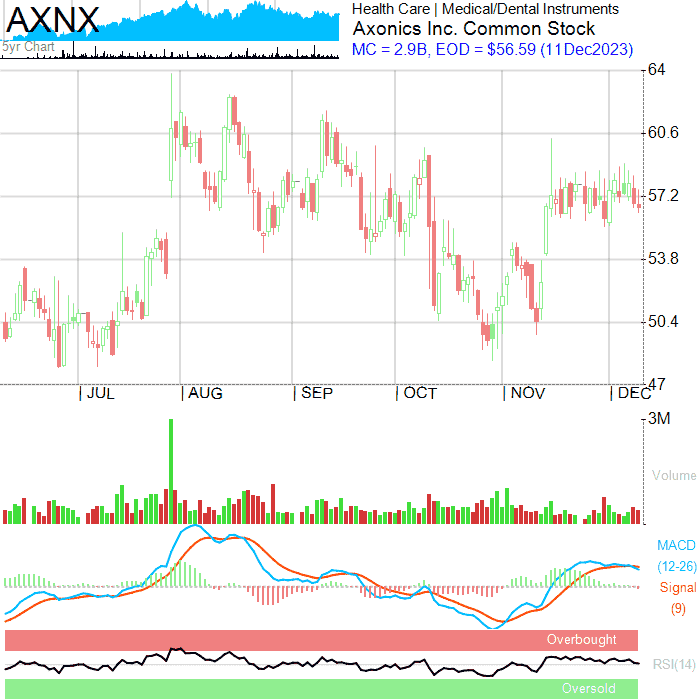 AXNX
5yr Chart
Health Care | Medical/Dental Instruments
Axonics Inc. Common Stock
MC = 2.9B, EOD = $56.59 (11Dec2023)
64
60.6
57.2
53.8
50.4
47
JUL AUG SEP OCT NOV DEC
3M
Volume
MACD
(12-26)
Signal
(9)
Overbought
RSI(14)
Oversold